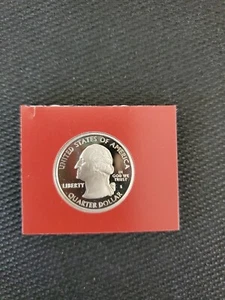 UNITED STATES OF AMERICA
LIBERTY
IN
GOD WE
TRUST
S
QUARTER DOLLAR